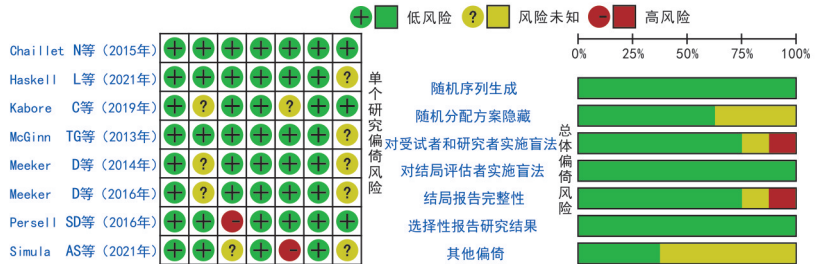 低风险 风险未知 高风险
Chaillet N等（2015年）
Haskell L等（2021年）
Kabore C等（2019年）
McGinn TG等（2013年）
Meeker D等（2014年）
Meeker D等（2016年）
Persell SD等（2016年）
Simula AS等（2021年）
单个研究偏倚风险
0% 25% 50% 75% 100%
随机序列生成
随机分配方案隐藏
对受试者和研究者实施盲法
对结局评估者实施盲法
结局报告完整性
选择性报告研究结果
其他偏倚
总体偏倚风险